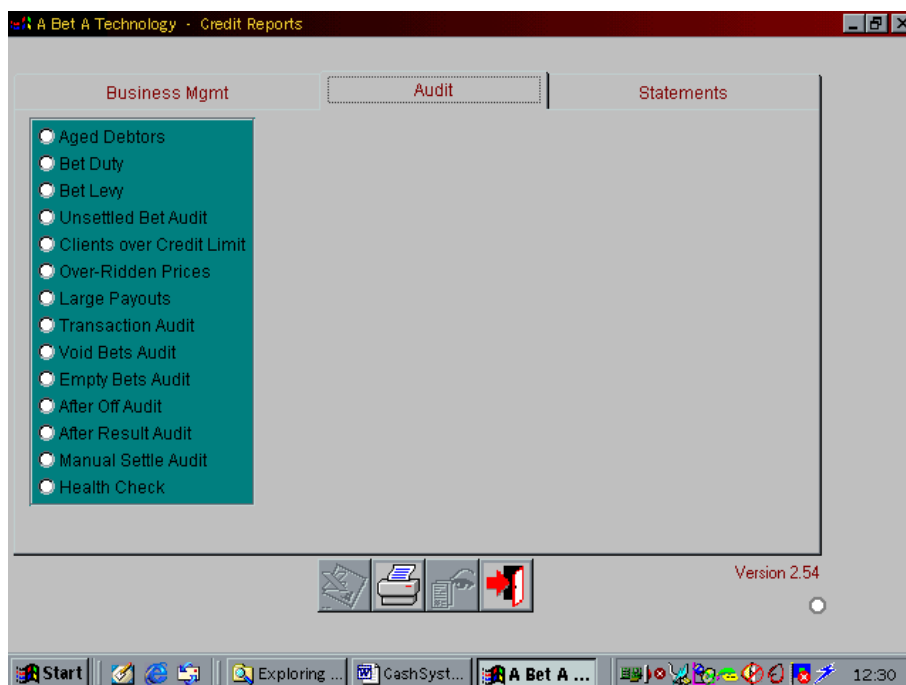 A Bet A Technology - Credit Reports
Business Mgmt Audit Statements
Aged Debtors
Bet Duty
Bet Levy
Unsettled Bet Audit
Clients over Credit Limit
Over-Ridden Prices
Large Payouts
Transaction Audit
Void Bets Audit
Empty Bets Audit
After Off Audit
After Result Audit
Manual Settle Audit
Health Check
Version 2.54
Start Exploring ... CashSyst... A Bet A ... 12:30